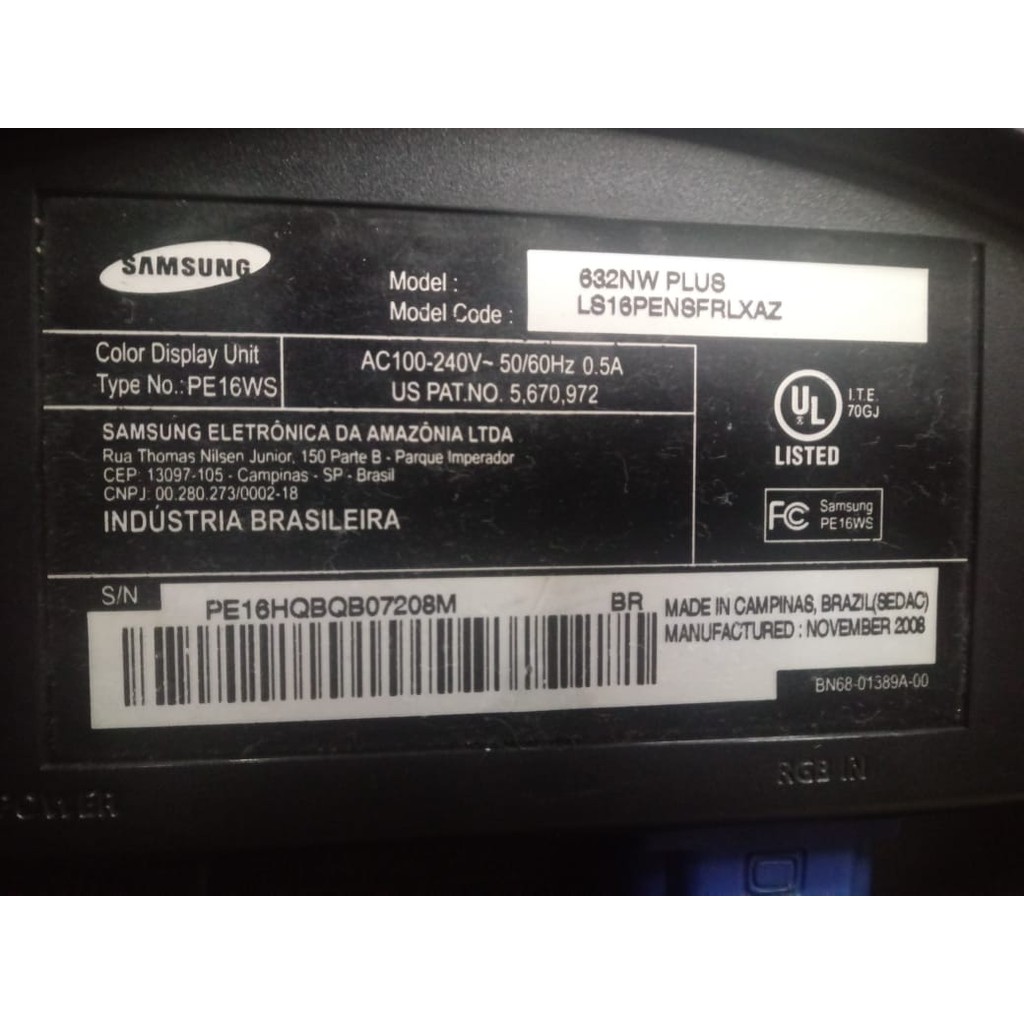 SAMSUNG
Model : 632NW PLUS
Model Code : LS16PENSFRLXAZ
Color Display Unit
Type No.: PE16WS
AC100-240V~ 50/60Hz 0.5A
US PAT.NO. 5,670,972
UL
LISTED
I.T.E.
70GJ
SAMSUNG ELETRÔNICA DA AMAZÔNIA LTDA
Rua Thomas Nilsen Junior, 150 Parte B - Parque Imperador
CEP: 13097-105 - Campinas - SP - Brasil
CNPJ: 00.280.273/0002-18
INDÚSTRIA BRASILEIRA
FC Samsung
PE16WS
S/N PE16HQBQB07208M BR
MADE IN CAMPINAS, BRAZIL(SEDAC)
MANUFACTURED : NOVEMBER 2008
BN68-01389A-00
POWER
RGB IN